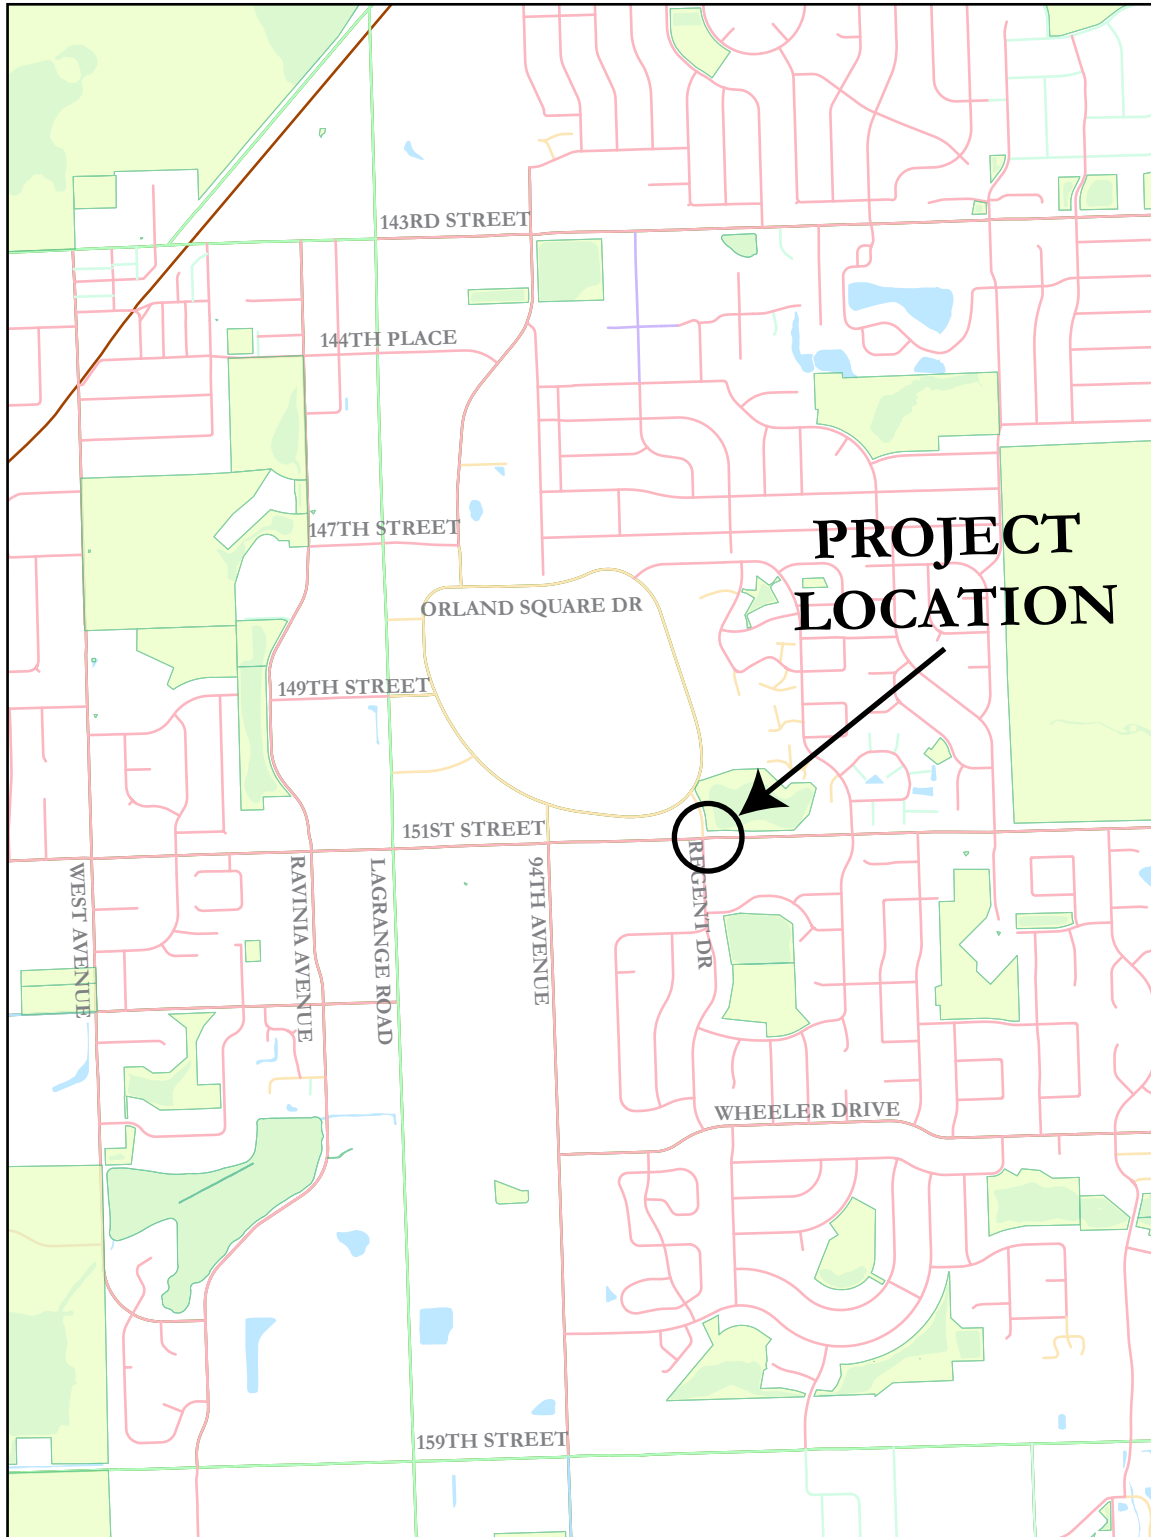 143RD STREET
144TH PLACE
147TH STREET
PROJECT
LOCATION
ORLAND SQUARE DR
149TH STREET
151ST STREET
WEST AVENUE
RAVINIA AVENUE
LAGRANGE ROAD
94TH AVENUE
REGENT DR
WHEELER DRIVE
159TH STREET